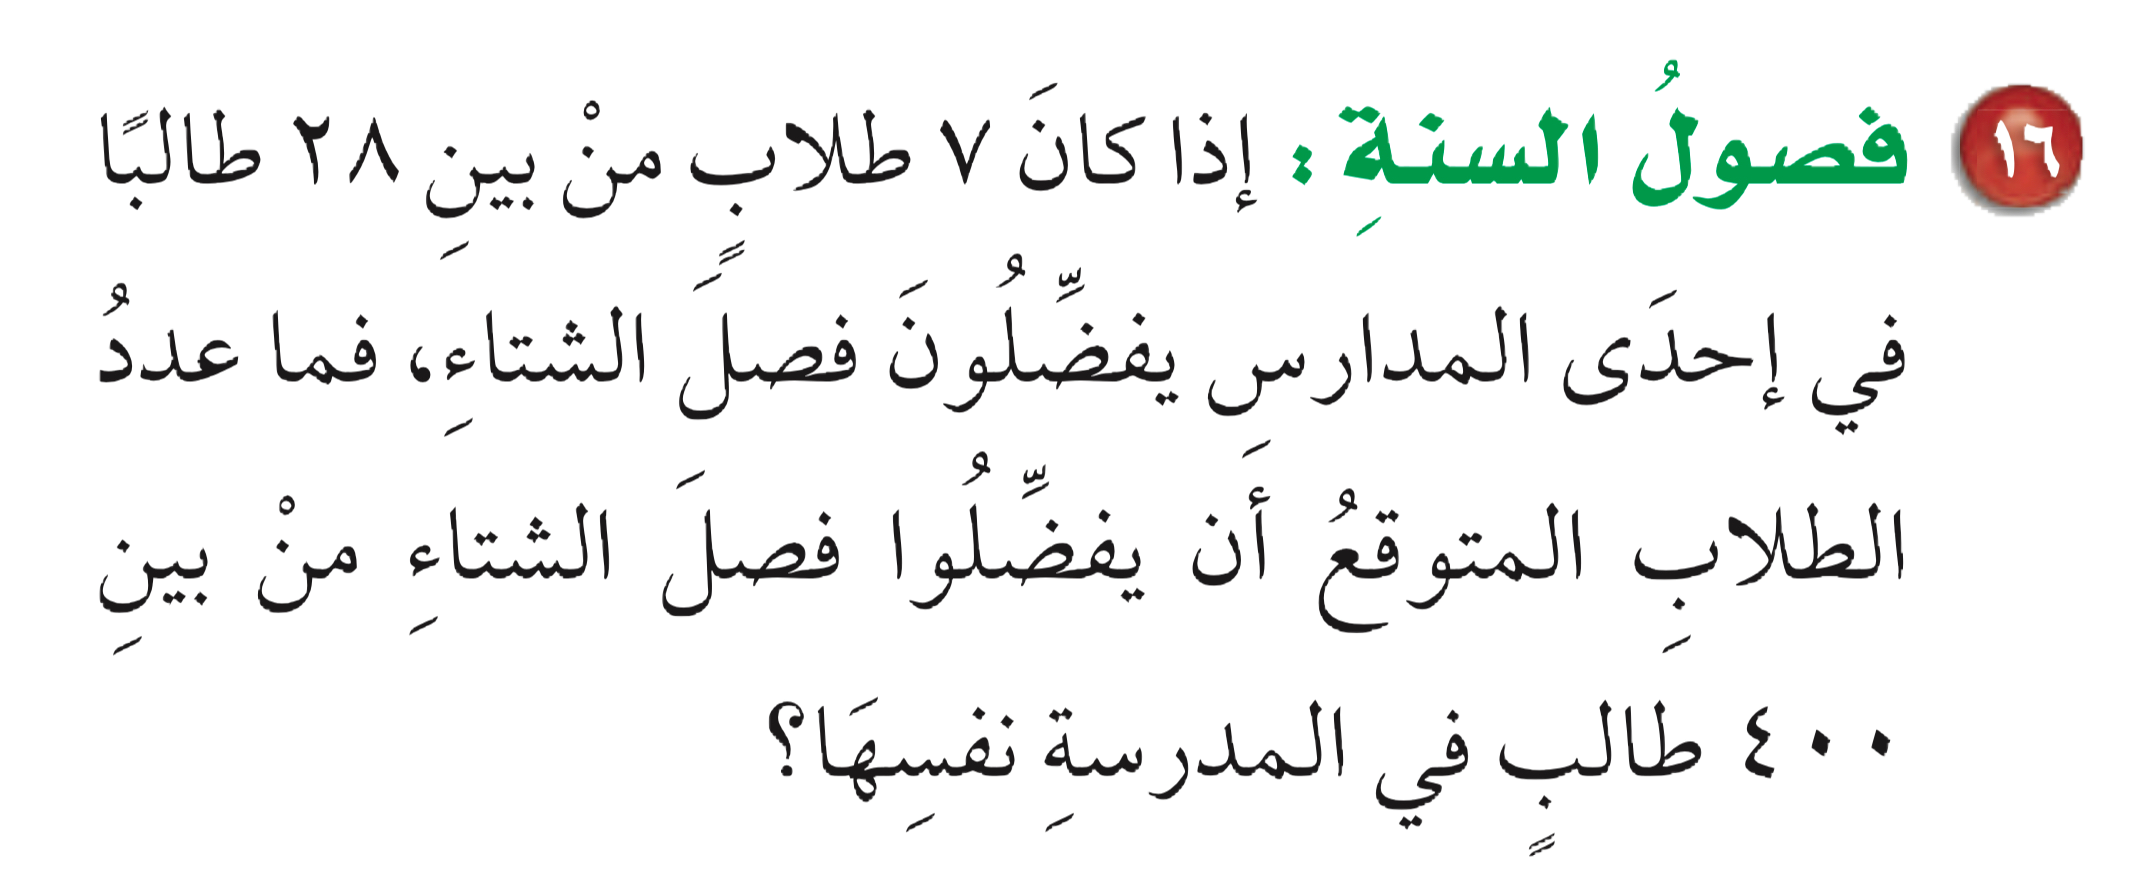 ١٦ فصولُ السنةِ: إذا كانَ ٧ طلابٍ منْ بينِ ٢٨ طالبًا
في إحدَى المدارسِ يفضِّلُونَ فصلَ الشتاءِ، فما عددُ
الطلابِ المتوقعُ أن يفضِّلُوا فصلَ الشتاءِ منْ بينِ
٤٠٠ طالبٍ في المدرسةِ نفسِهَا؟